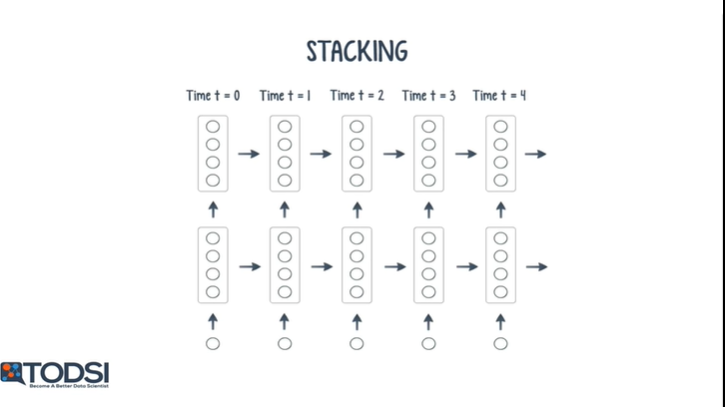 STACKING
Time t = 0 Time t = 1 Time t = 2 Time t = 3 Time t = 4
TODSI
Become A Better Data Scientist